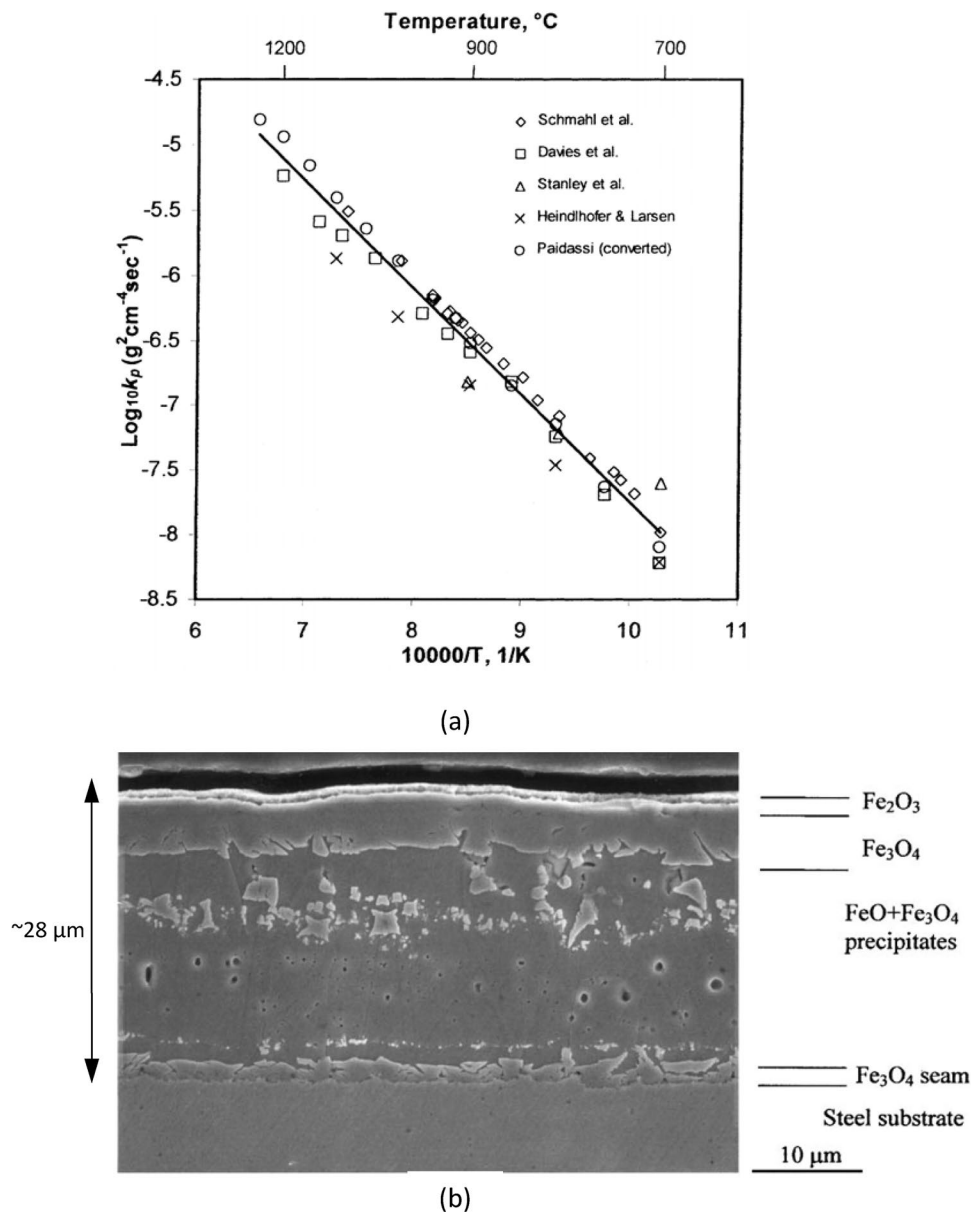 Temperature, °C
1200 900 700
-4.5
-5
-5.5
-6
-6.5
-7
-7.5
-8
-8.5
Log10kp (g²cm⁻⁴sec⁻¹)
Schmahl et al.
Davies et al.
Stanley et al.
Heindlhofer & Larsen
Paidassi (converted)
6 7 8 9 10 11
10000/T, 1/K
(a)
~28 µm
Fe₂O₃
Fe₃O₄
FeO+Fe₃O₄
precipitates
Fe₃O₄ seam
Steel substrate
10 µm
(b)